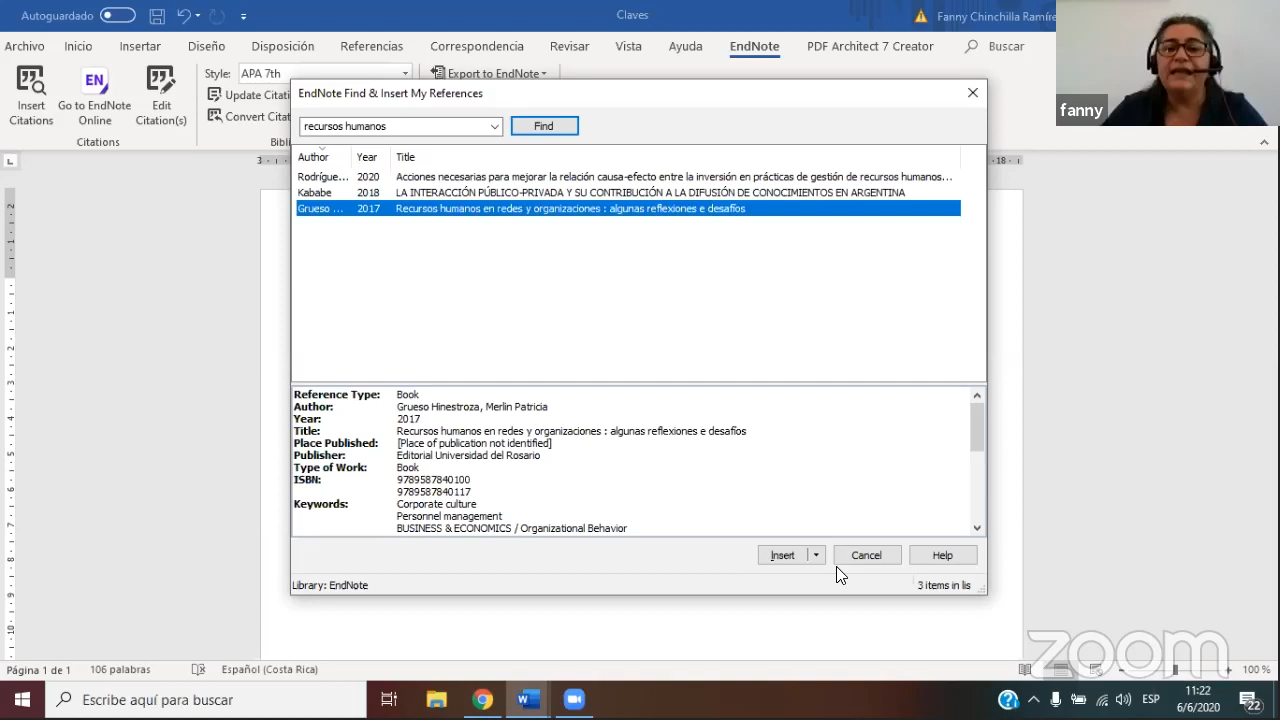 Autoguardado
Claves
Fanny Chinchilla Ramíre
Archivo Inicio Insertar Diseño Disposición Referencias Correspondencia Revisar Vista Ayuda EndNote PDF Architect 7 Creator Buscar
Insert Citations
EN
Go to EndNote Online
Edit Citation(s)
Citations
Style: APA 7th
Export to EndNote
Update Citati
Convert Citat
Bibl
fanny
EndNote Find & Insert My References
recursos humanos Find
Author Year Title
Rodrígue... 2020 Acciones necesarias para mejorar la relación causa-efecto entre la inversión en prácticas de gestión de recursos humanos...
Kababe 2018 LA INTERACCIÓN PÚBLICO-PRIVADA Y SU CONTRIBUCIÓN A LA DIFUSIÓN DE CONOCIMIENTOS EN ARGENTINA
Grueso ... 2017 Recursos humanos en redes y organizaciones : algunas reflexiones e desafíos
Reference Type: Book
Author: Grueso Hinestroza, Merlin Patricia
Year: 2017
Title: Recursos humanos en redes y organizaciones : algunas reflexiones e desafíos
Place Published: [Place of publication not identified]
Publisher: Editorial Universidad del Rosario
Type of Work: Book
ISBN: 9789587840100
9789587840117
Keywords: Corporate culture
Personnel management
BUSINESS & ECONOMICS / Organizational Behavior
Insert Cancel Help
Library: EndNote 3 items in lis
zoom
Página 1 de 1 106 palabras Español (Costa Rica) 100 %
Escribe aquí para buscar
ESP
11:22
6/6/2020
22